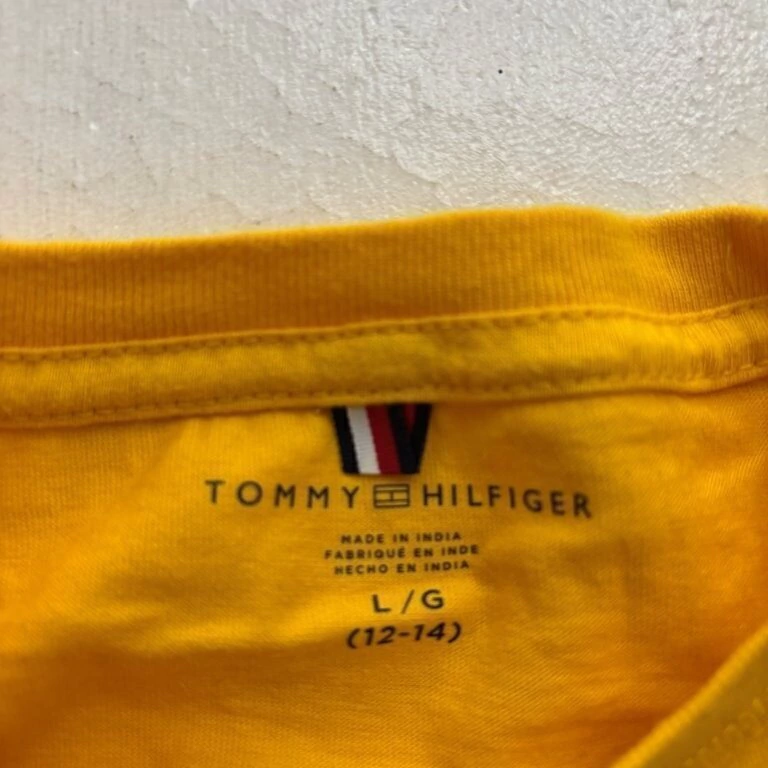 TOMMY HILFIGER
MADE IN INDIA
FABRIQUÉ EN INDE
HECHO EN INDIA
L / G
(12-14)